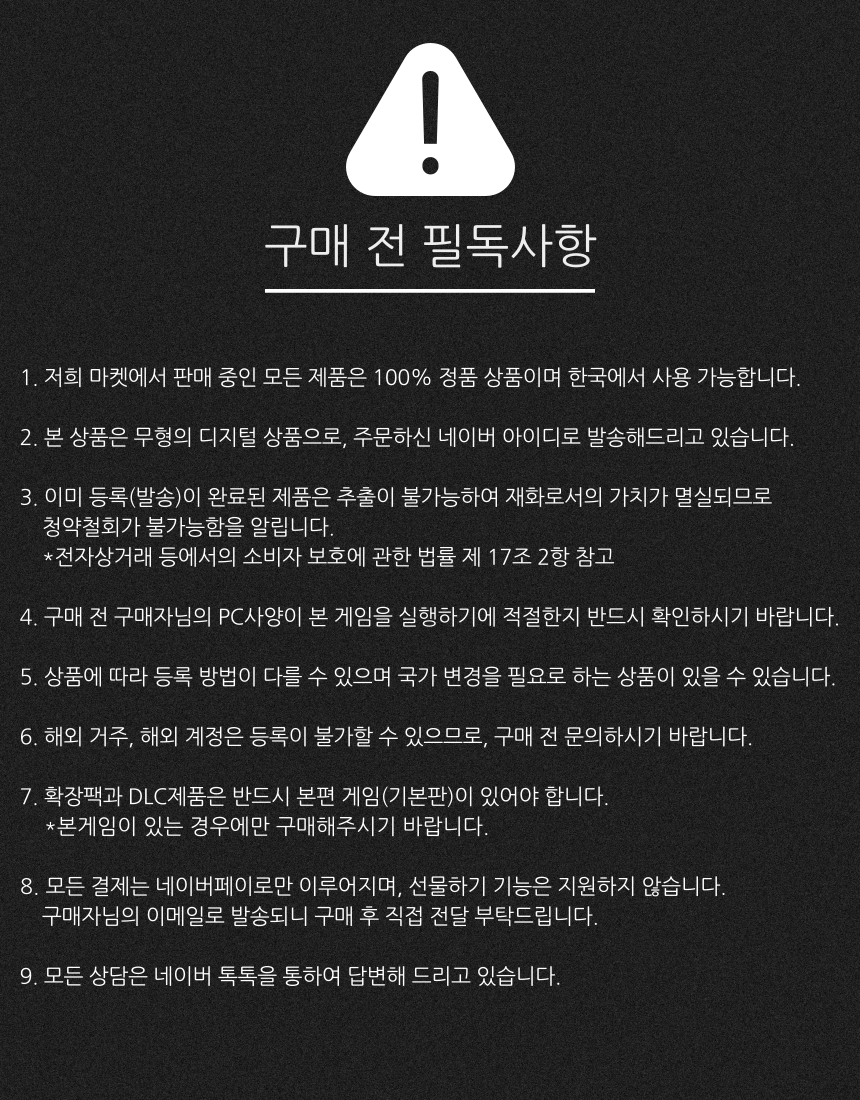 구매 전 필독사항
1. 저희 마켓에서 판매 중인 모든 제품은 100% 정품 상품이며 한국에서 사용 가능합니다.
2. 본 상품은 무형의 디지털 상품으로, 주문하신 네이버 아이디로 발송해드리고 있습니다.
3. 이미 등록(발송)이 완료된 제품은 추출이 불가능하여 재화로서의 가치가 멸실되므로
청약철회가 불가능함을 알립니다.
*전자상거래 등에서의 소비자 보호에 관한 법률 제 17조 2항 참고
4. 구매 전 구매자님의 PC사양이 본 게임을 실행하기에 적절한지 반드시 확인하시기 바랍니다.
5. 상품에 따라 등록 방법이 다를 수 있으며 국가 변경을 필요로 하는 상품이 있을 수 있습니다.
6. 해외 거주, 해외 계정은 등록이 불가할 수 있으므로, 구매 전 문의하시기 바랍니다.
7. 확장팩과 DLC제품은 반드시 본편 게임(기본판)이 있어야 합니다.
*본게임이 있는 경우에만 구매해주시기 바랍니다.
8. 모든 결제는 네이버페이로만 이루어지며, 선물하기 기능은 지원하지 않습니다.
구매자님의 이메일로 발송되니 구매 후 직접 전달 부탁드립니다.
9. 모든 상담은 네이버 톡톡을 통하여 답변해 드리고 있습니다.